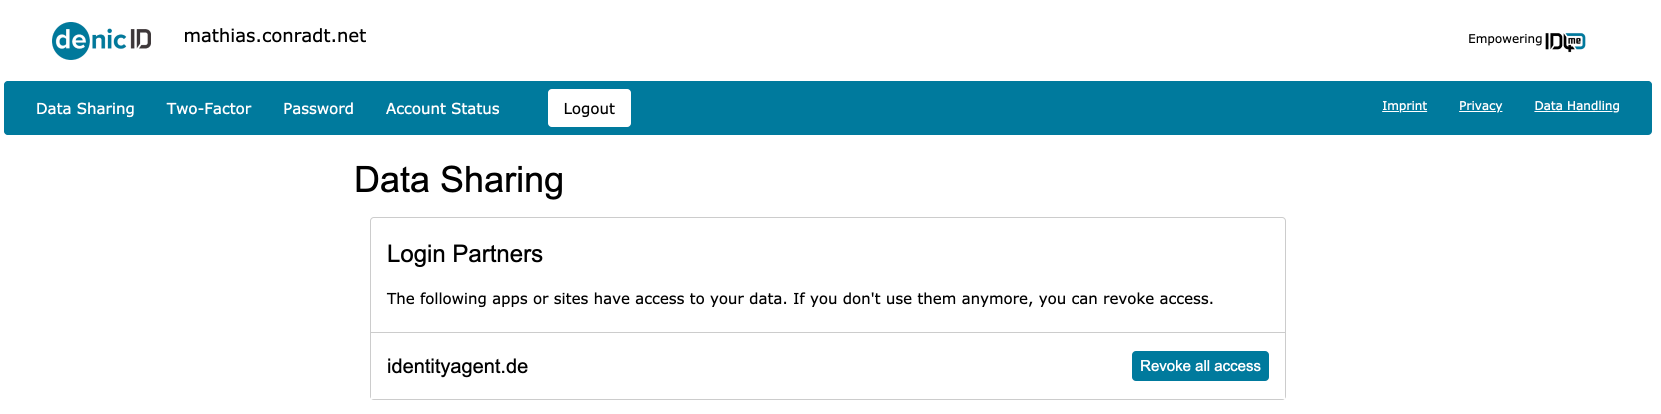 denic ID mathias.conradt.net Empowering ID4me
Data Sharing Two-Factor Password Account Status Logout Imprint Privacy Data Handling
Data Sharing
Login Partners
The following apps or sites have access to your data. If you don't use them anymore, you can revoke access.
identityagent.de Revoke all access